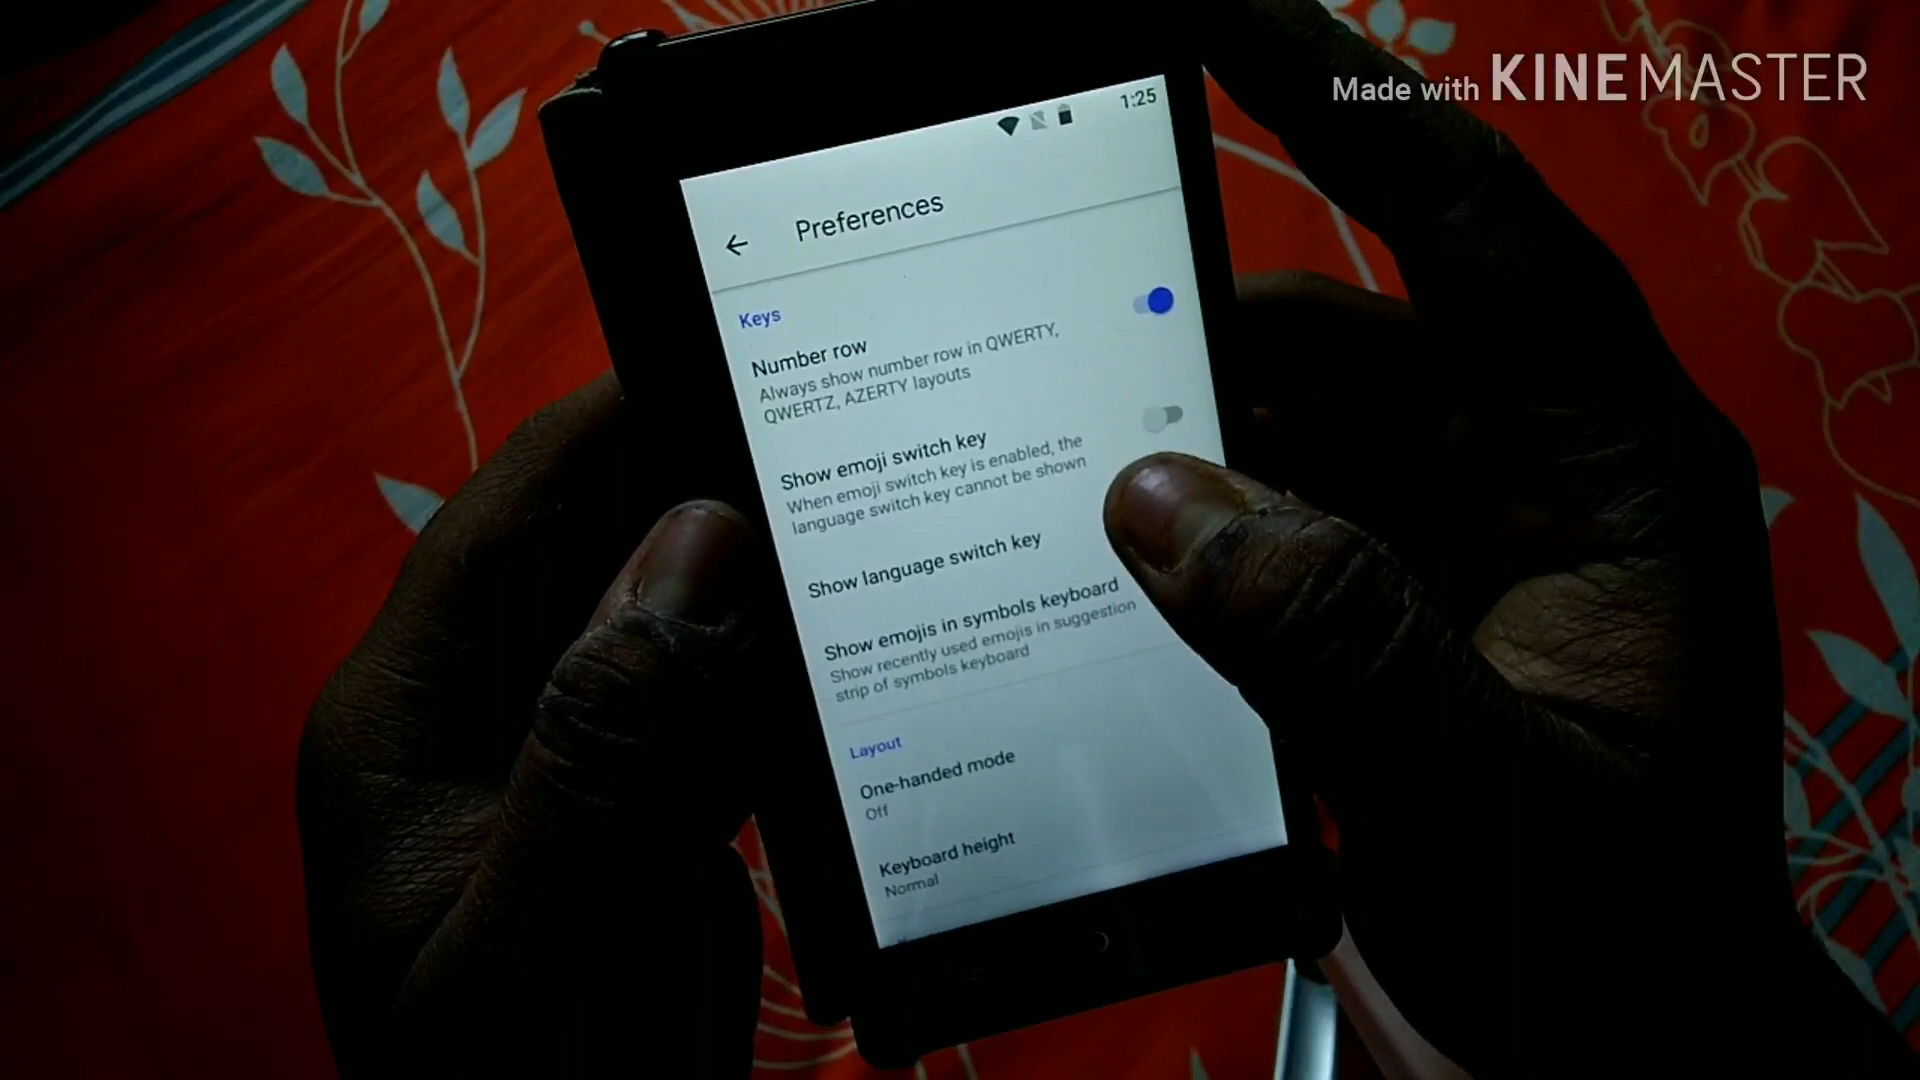 Made with KINEMASTER
1:25
Preferences
Keys
Number row
Always show number row in QWERTY,
QWERTZ, AZERTY layouts
Show emoji switch key
When emoji switch key is enabled, the
language switch key cannot be shown
Show language switch key
Show emojis in symbols keyboard
Show recently used emojis in suggestion
strip of symbols keyboard
Layout
One-handed mode
Off
Keyboard height
Normal